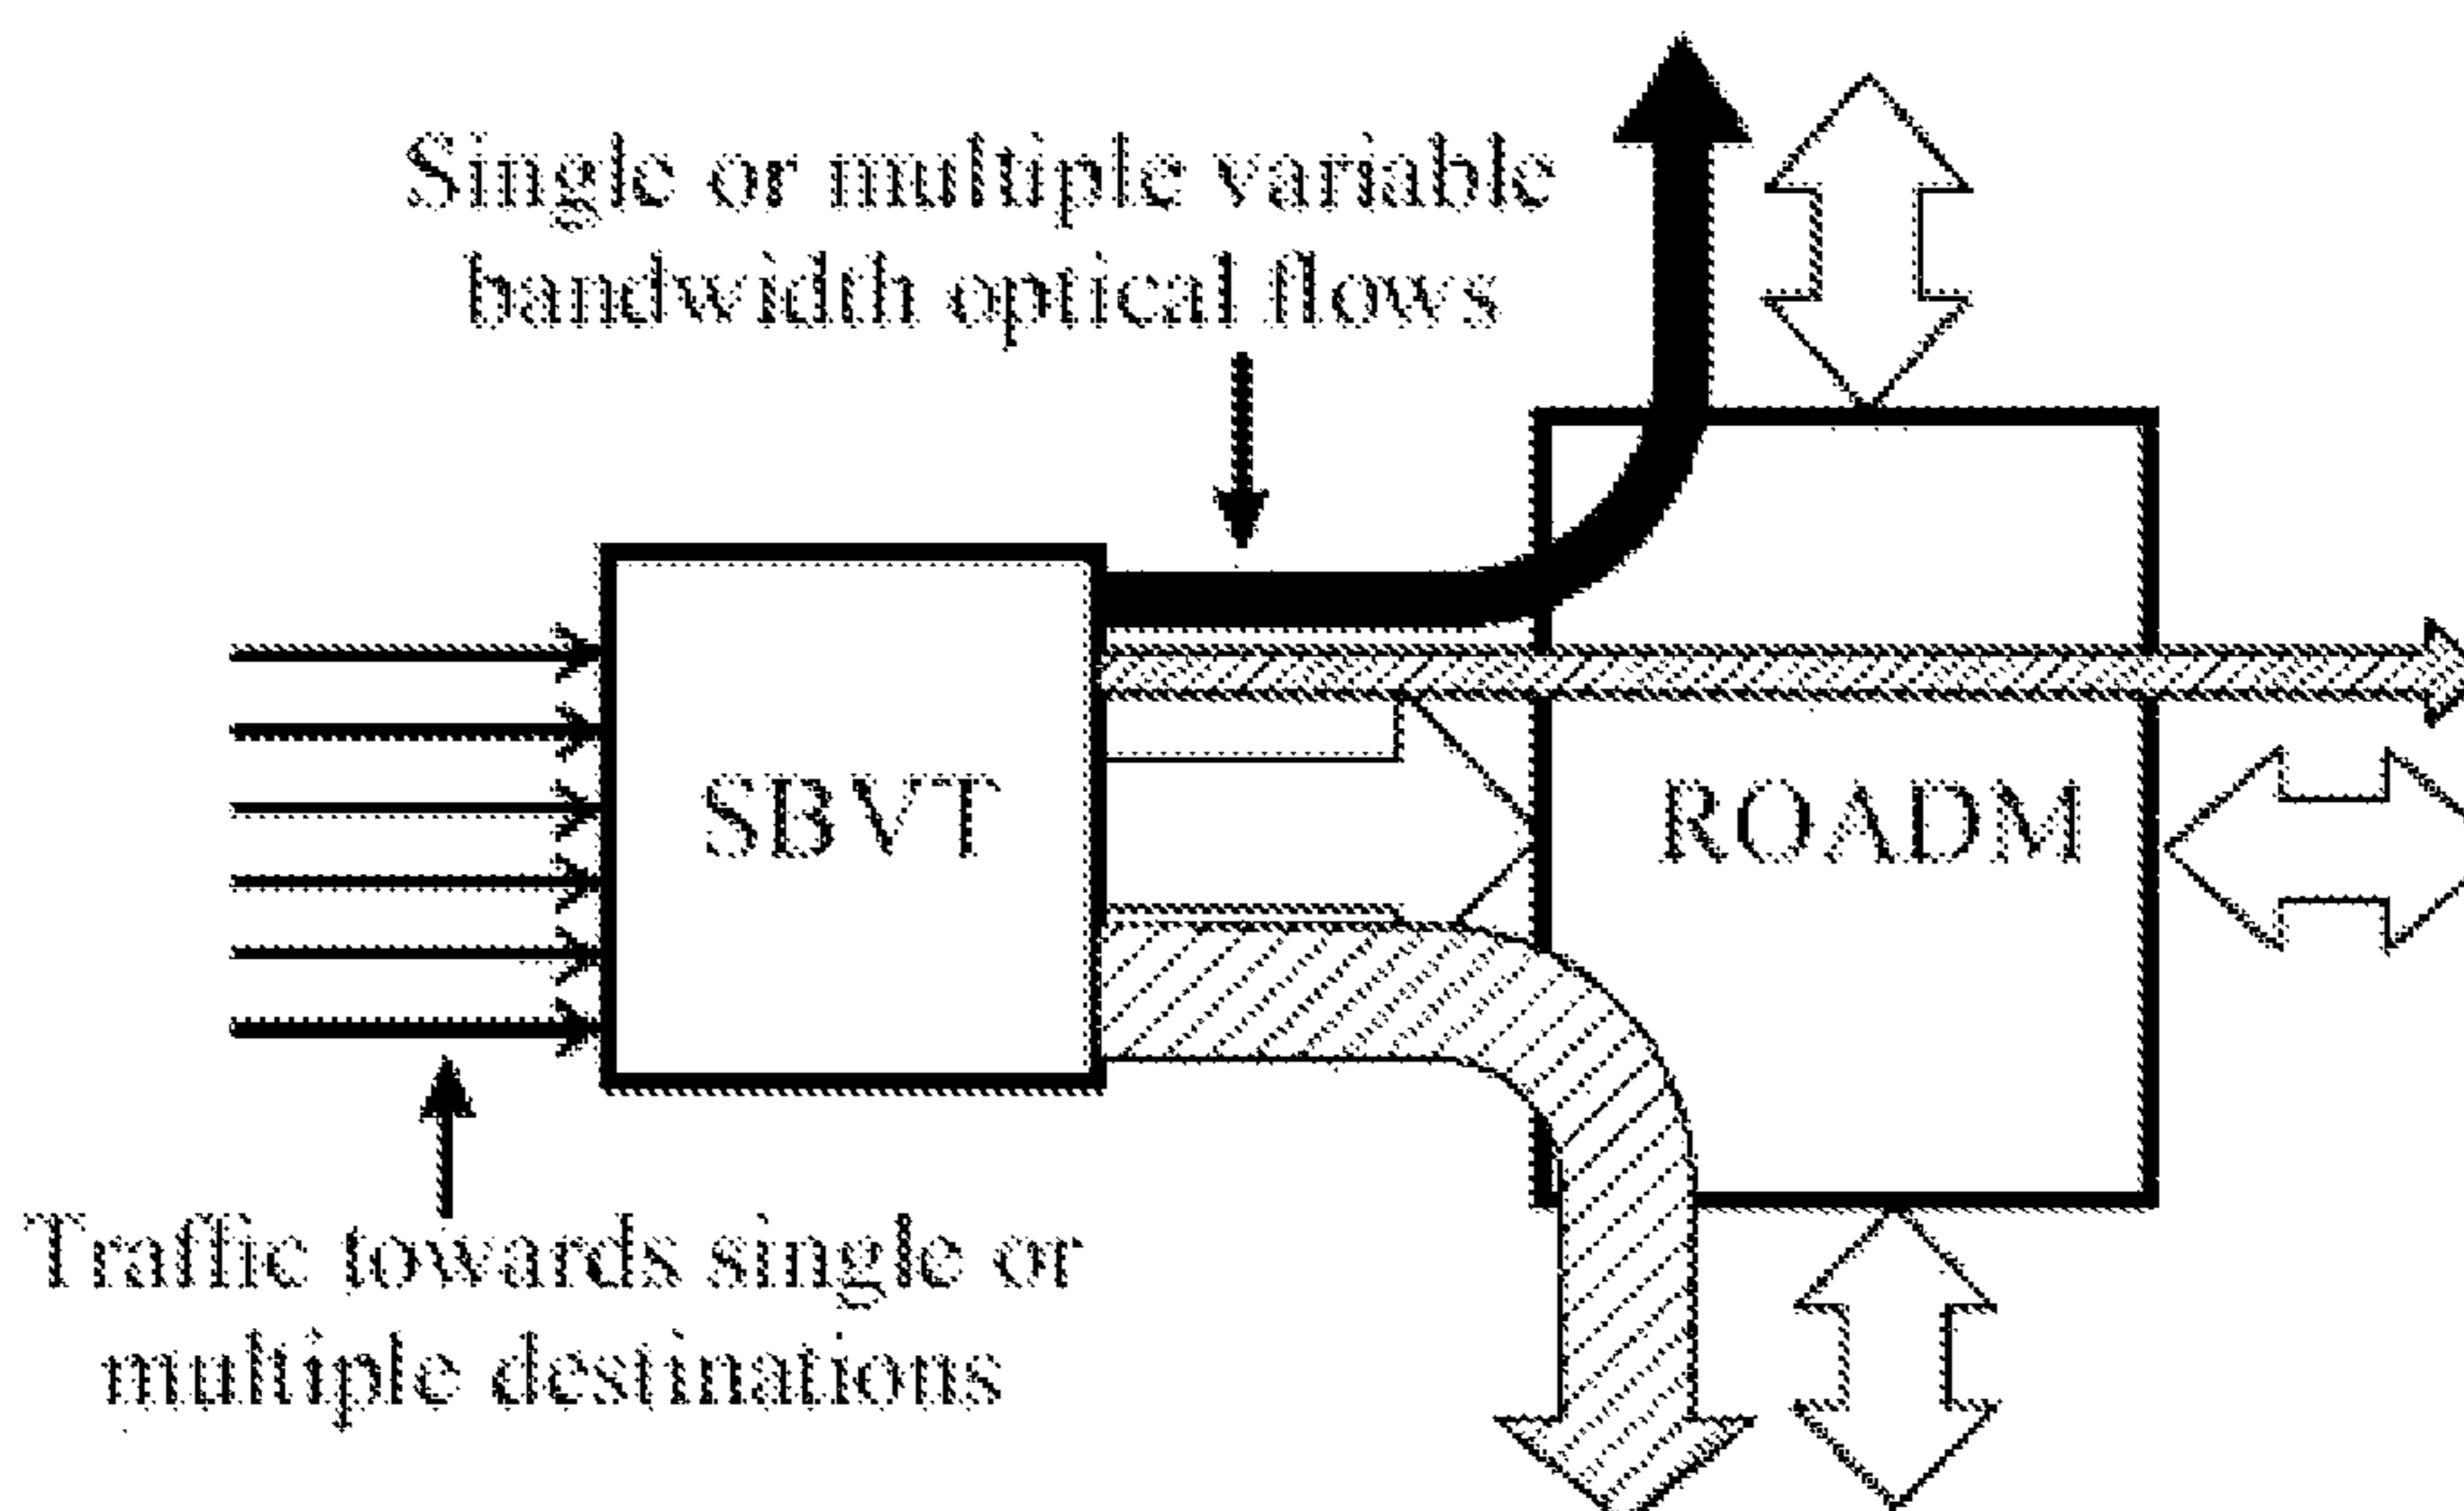 Single or multiple variable
bandwidth optical flows
SBVT
ROADM
Traffic towards single or
multiple destinations